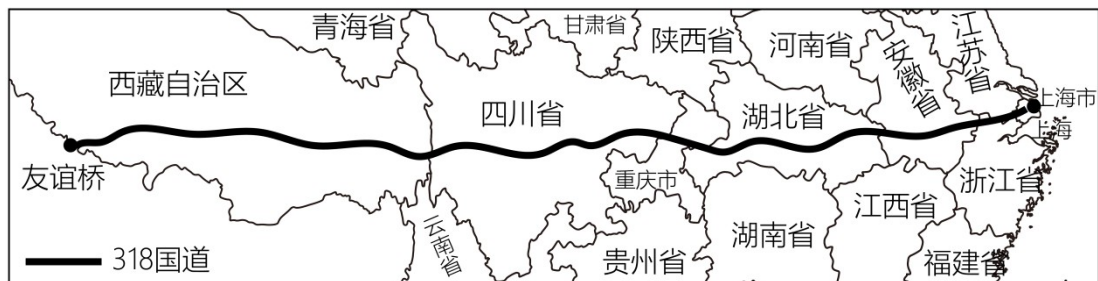 青海省
甘肃省
陕西省
河南省
安徽省
江苏省
西藏自治区
四川省
湖北省
上海市
上海
友谊桥
重庆市
浙江省
云南省
贵州省
湖南省
江西省
福建省
318国道